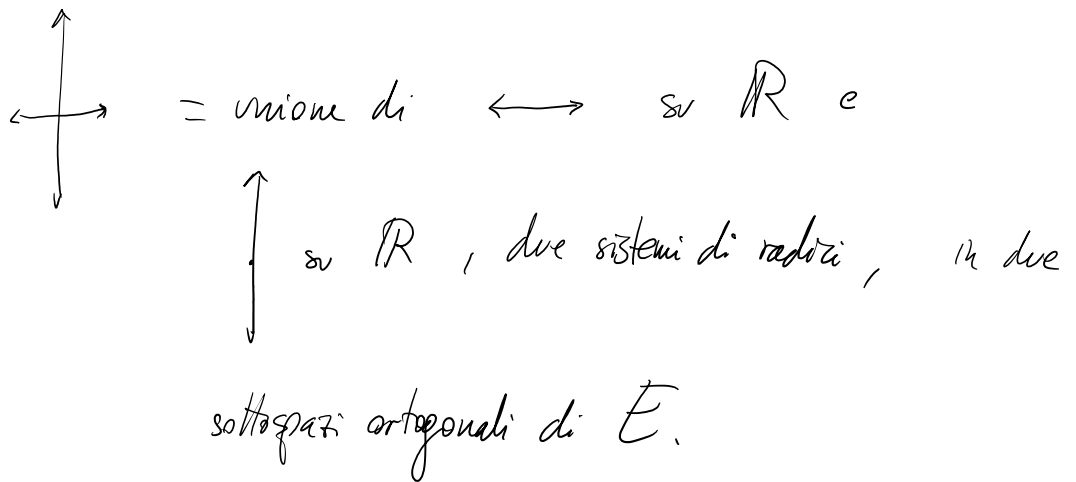 = unione di ↔ su ℝ e
↕ su ℝ, due sistemi di radici, in due
sottospazi ortogonali di E.